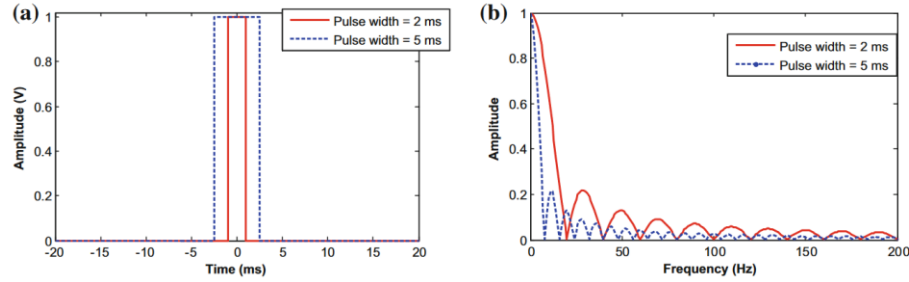 (a)
Pulse width = 2 ms
Pulse width = 5 ms
Amplitude (V)
1
0.8
0.6
0.4
0.2
0
-20 -15 -10 -5 0 5 10 15 20
Time (ms)
(b)
Pulse width = 2 ms
Pulse width = 5 ms
Amplitude
1
0.8
0.6
0.4
0.2
0
0 50 100 150 200
Frequency (Hz)